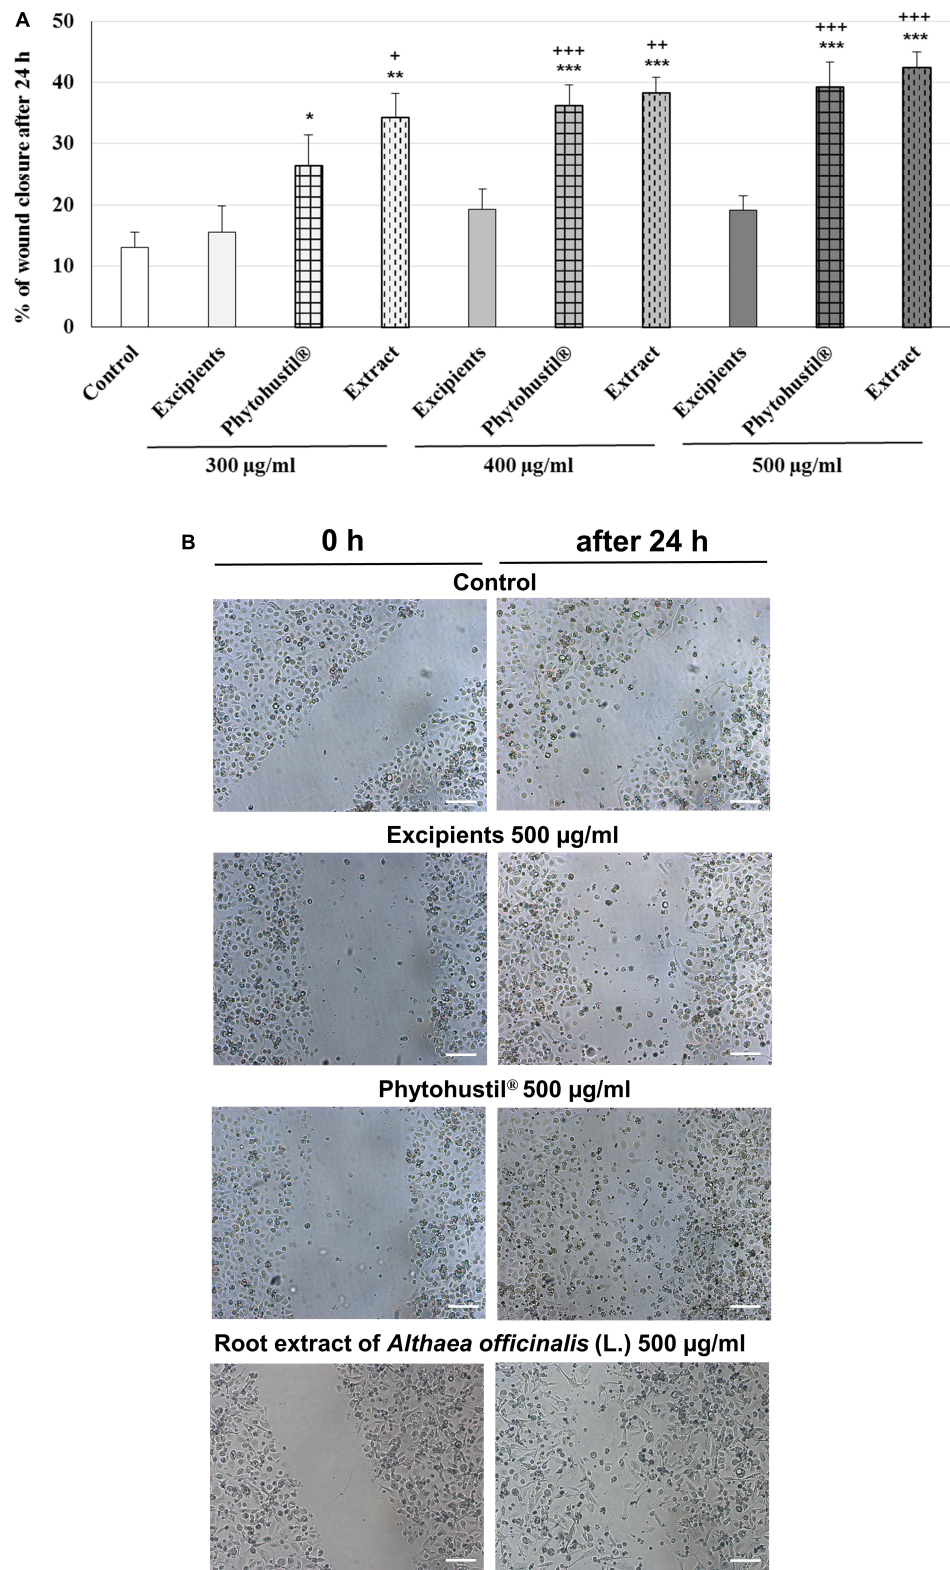 A
% of wound closure after 24 h
50
40
30
20
10
0
*
+
**
+++
***
++
***
+++
***
+++
***
Control
Excipients
Phytohustil®
Extract
Excipients
Phytohustil®
Extract
Excipients
Phytohustil®
Extract
300 µg/ml
400 µg/ml
500 µg/ml
B
0 h
after 24 h
Control
Excipients 500 µg/ml
Phytohustil® 500 µg/ml
Root extract of Althaea officinalis (L.) 500 µg/ml